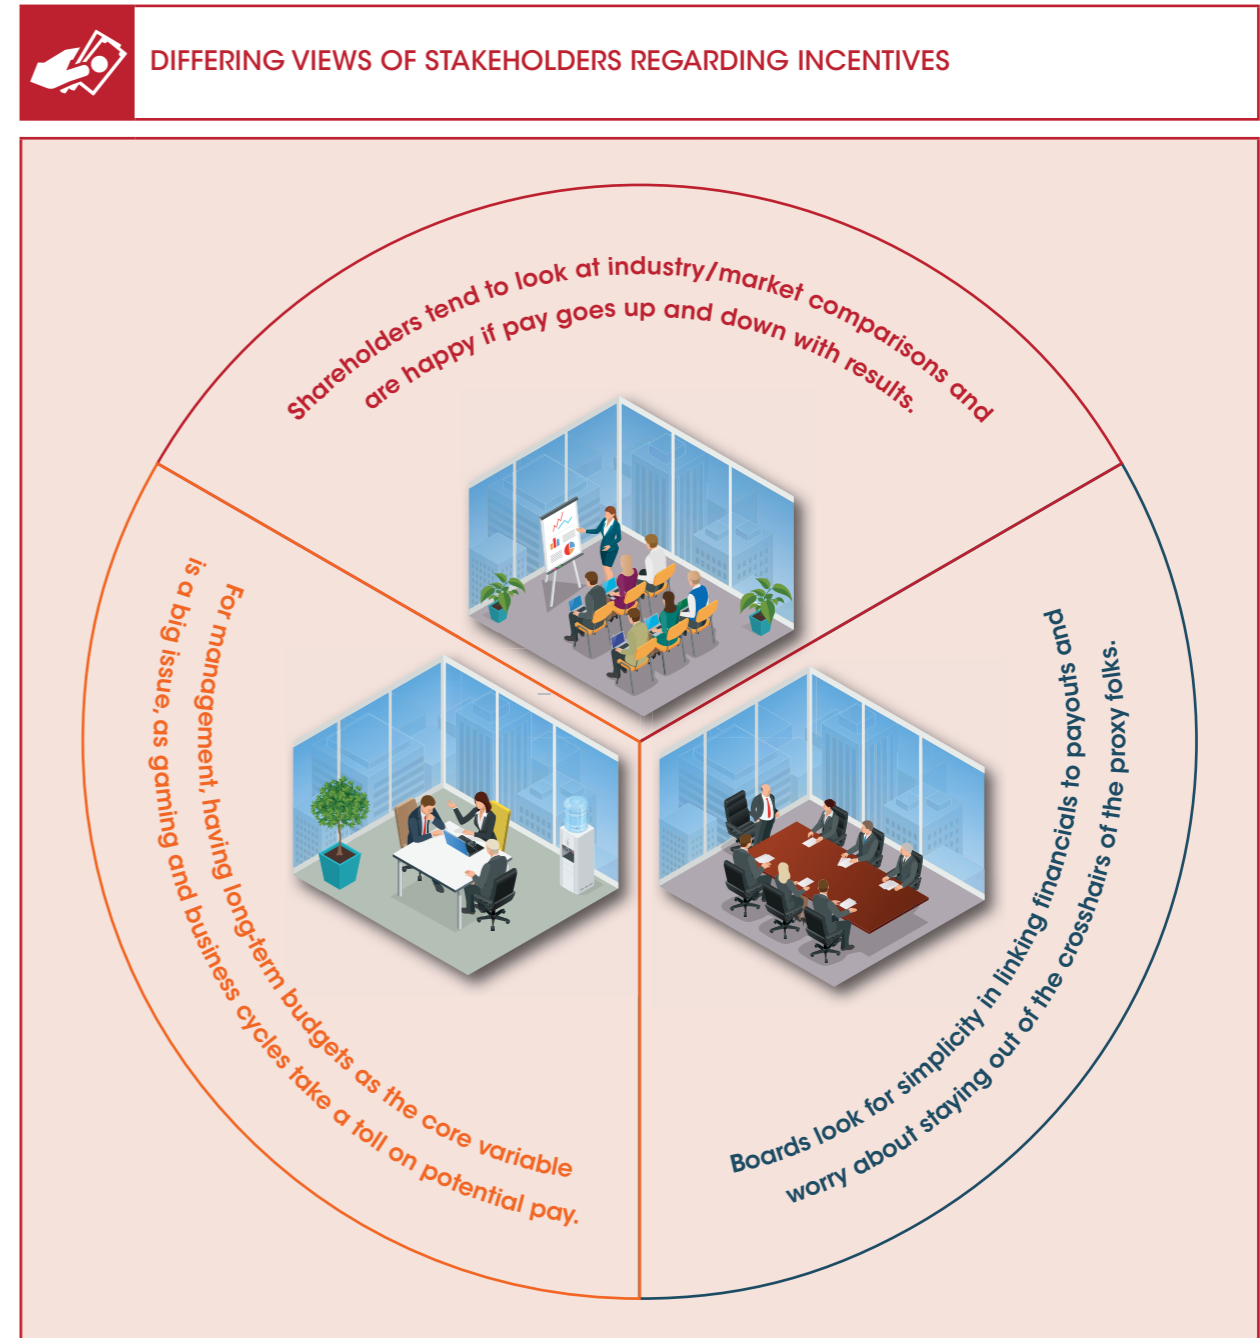 DIFFERING VIEWS OF STAKEHOLDERS REGARDING INCENTIVES
Shareholders tend to look at industry/market comparisons and
are happy if pay goes up and down with results.
For management, having long-term budgets as the core variable
is a big issue, as gaming and business cycles take a toll on potential pay.
Boards look for simplicity in linking financials to payouts and
worry about staying out of the crosshairs of the proxy folks.